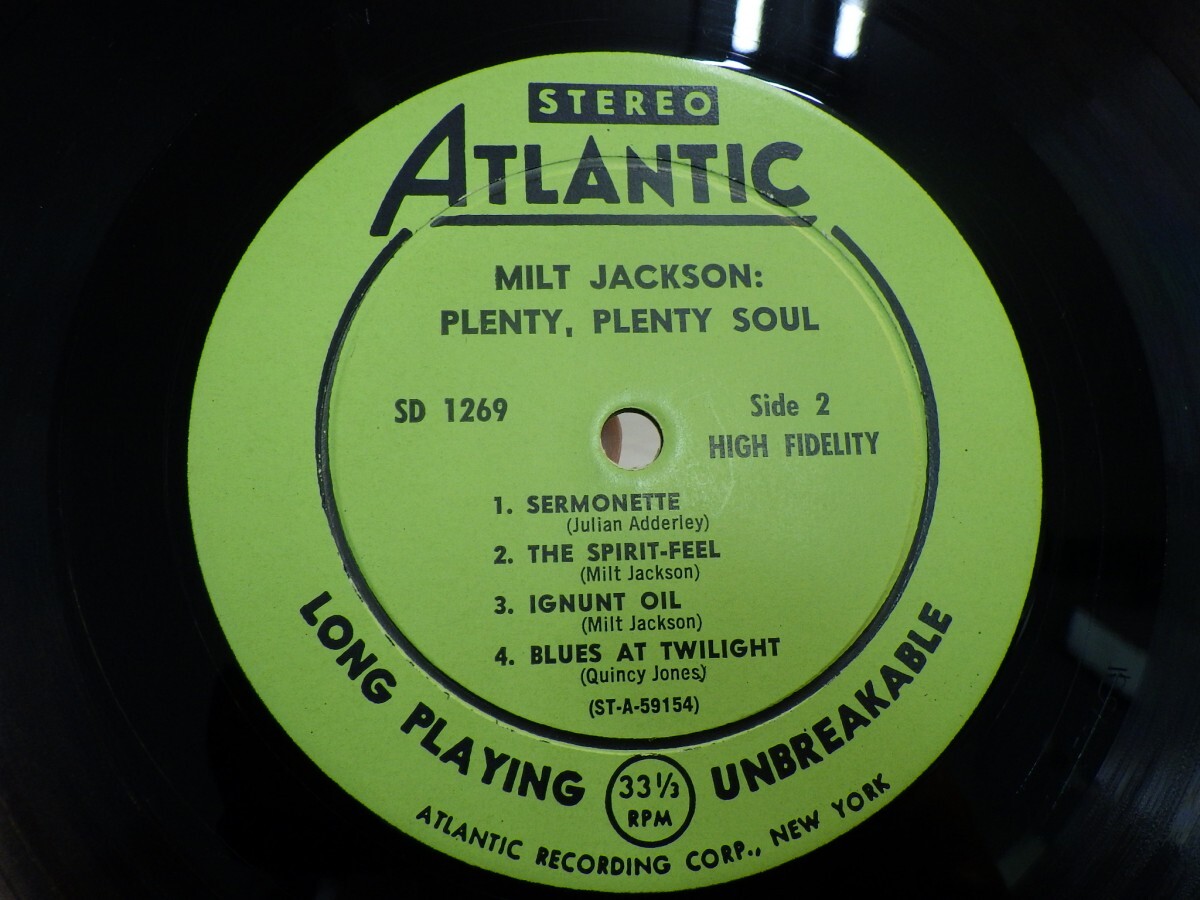 STEREO
ATLANTIC
MILT JACKSON:
PLENTY, PLENTY SOUL
SD 1269
Side 2
HIGH FIDELITY
1. SERMONETTE
(Julian Adderley)
2. THE SPIRIT-FEEL
(Milt Jackson)
3. IGNUNT OIL
(Milt Jackson)
4. BLUES AT TWILIGHT
(Quincy Jones)
(ST-A-59154)
LONG PLAYING
33 1/3
RPM
UNBREAKABLE
ATLANTIC RECORDING CORP., NEW YORK